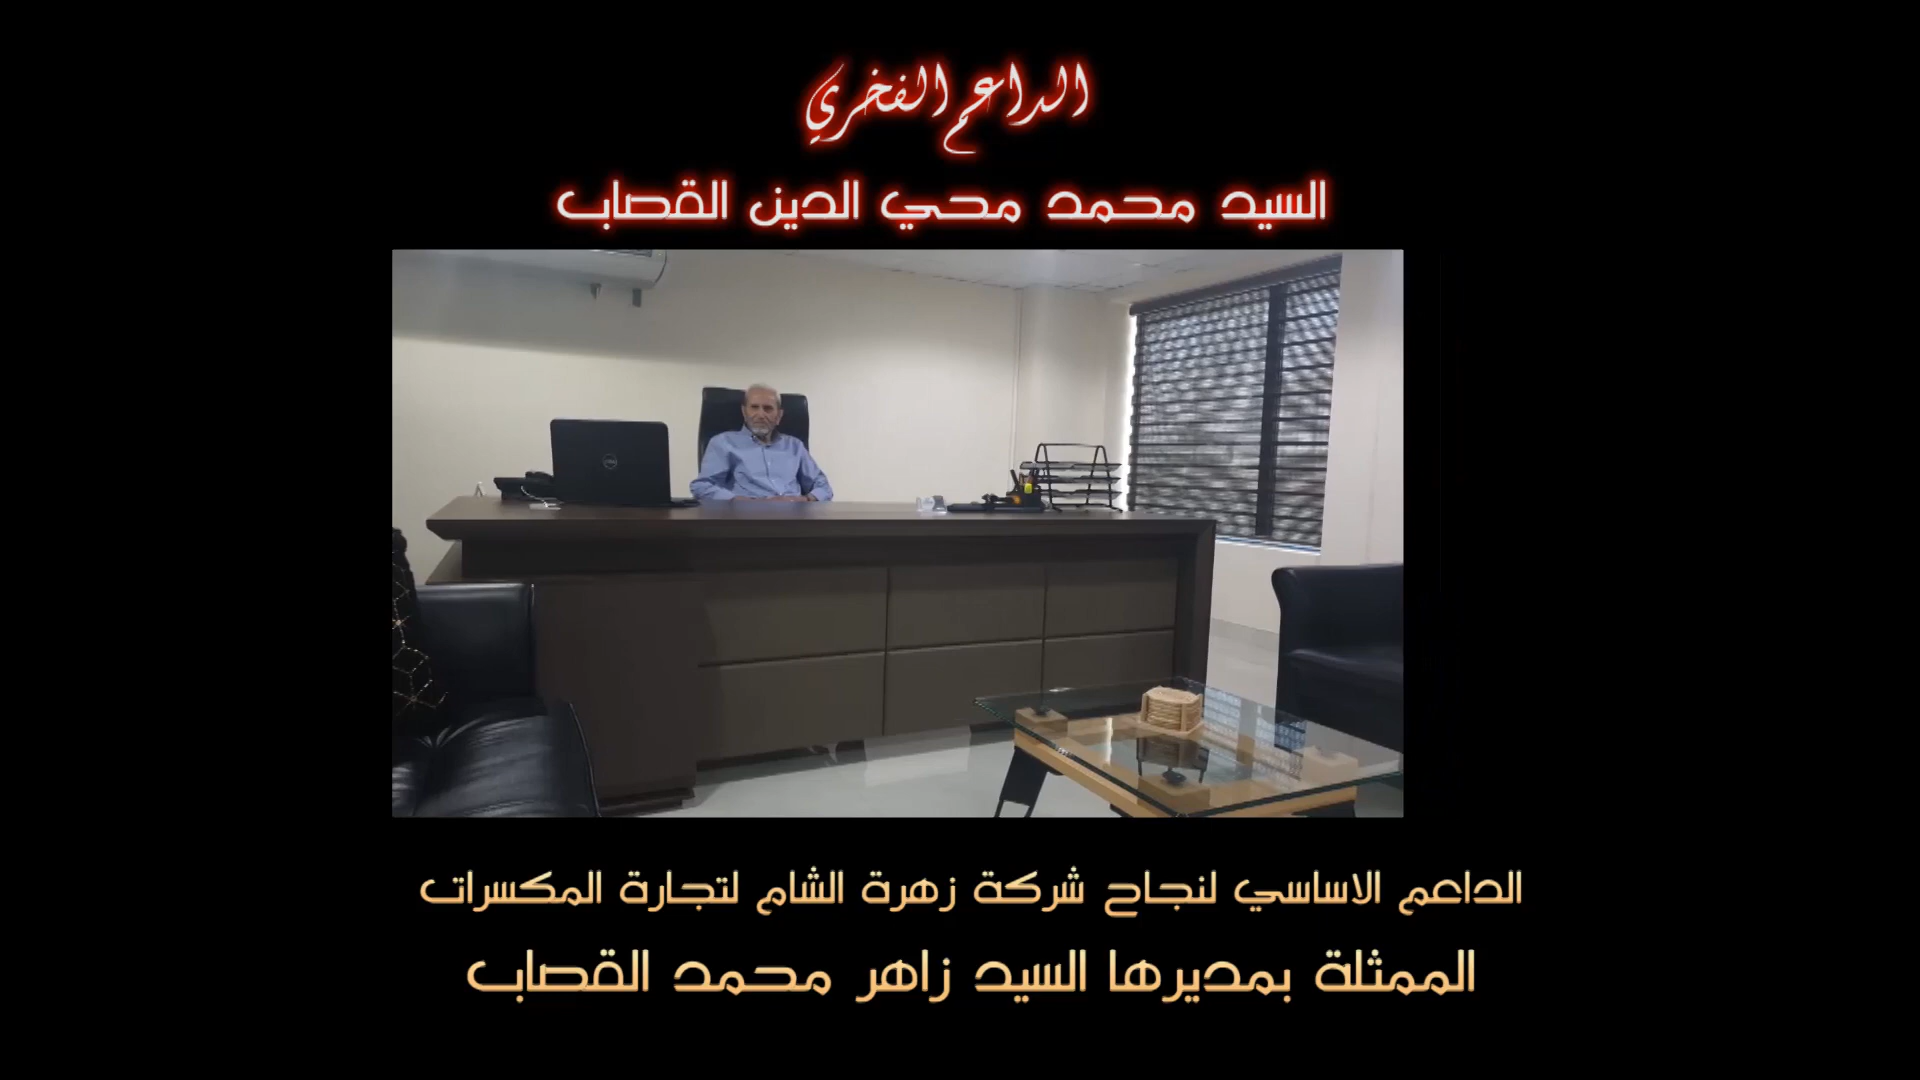 الداعم الفخري
السيد محمد محي الدين القصاب
الداعم الاساسي لنجاح شركة زهرة الشام لتجارة المكسرات
الممثلة بمديرها السيد زاهر محمد القصاب